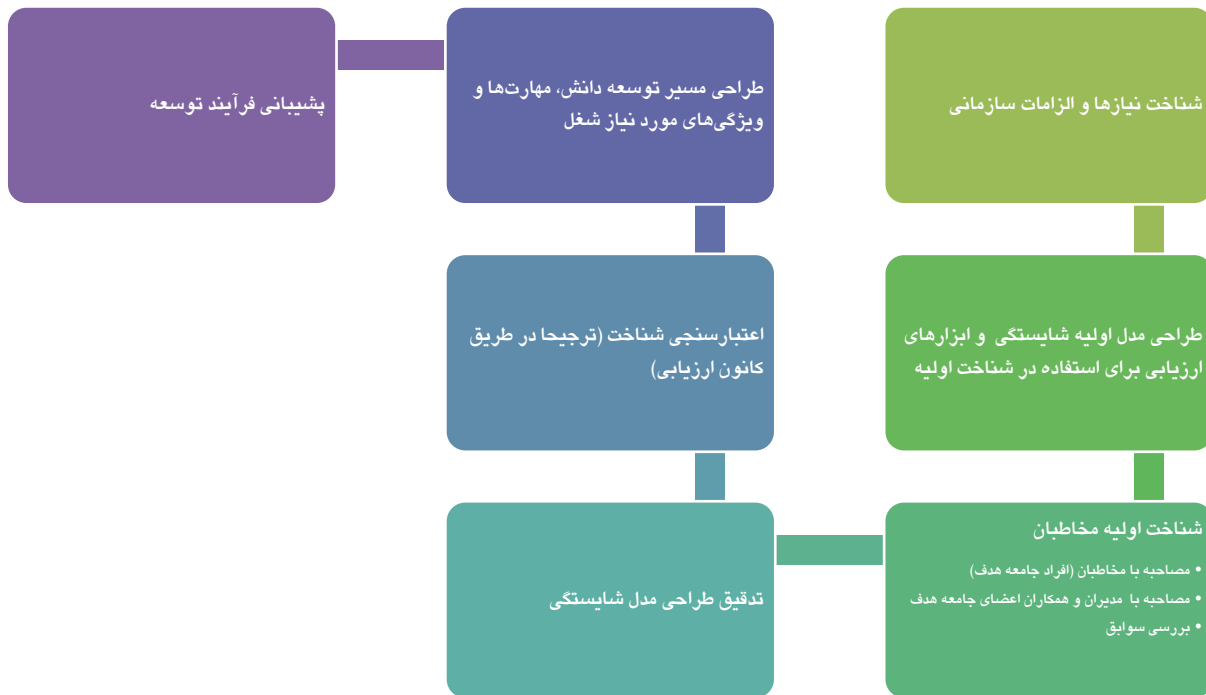 شناخت نیازها و الزامات سازمانی
طراحی مدل اولیه شایستگی و ابزارهای
ارزیابی برای استفاده در شناخت اولیه
شناخت اولیه مخاطبان
• مصاحبه با مخاطبان (افراد جامعه هدف)
• مصاحبه با مدیران و همکاران اعضای جامعه هدف
• بررسی سوابق
تدقیق طراحی مدل شایستگی
اعتبارسنجی شناخت (ترجیحا در طریق
کانون ارزیابی)
طراحی مسیر توسعه دانش، مهارت‌ها و
ویژگی‌های مورد نیاز شغل
پشیبانی فرآیند توسعه